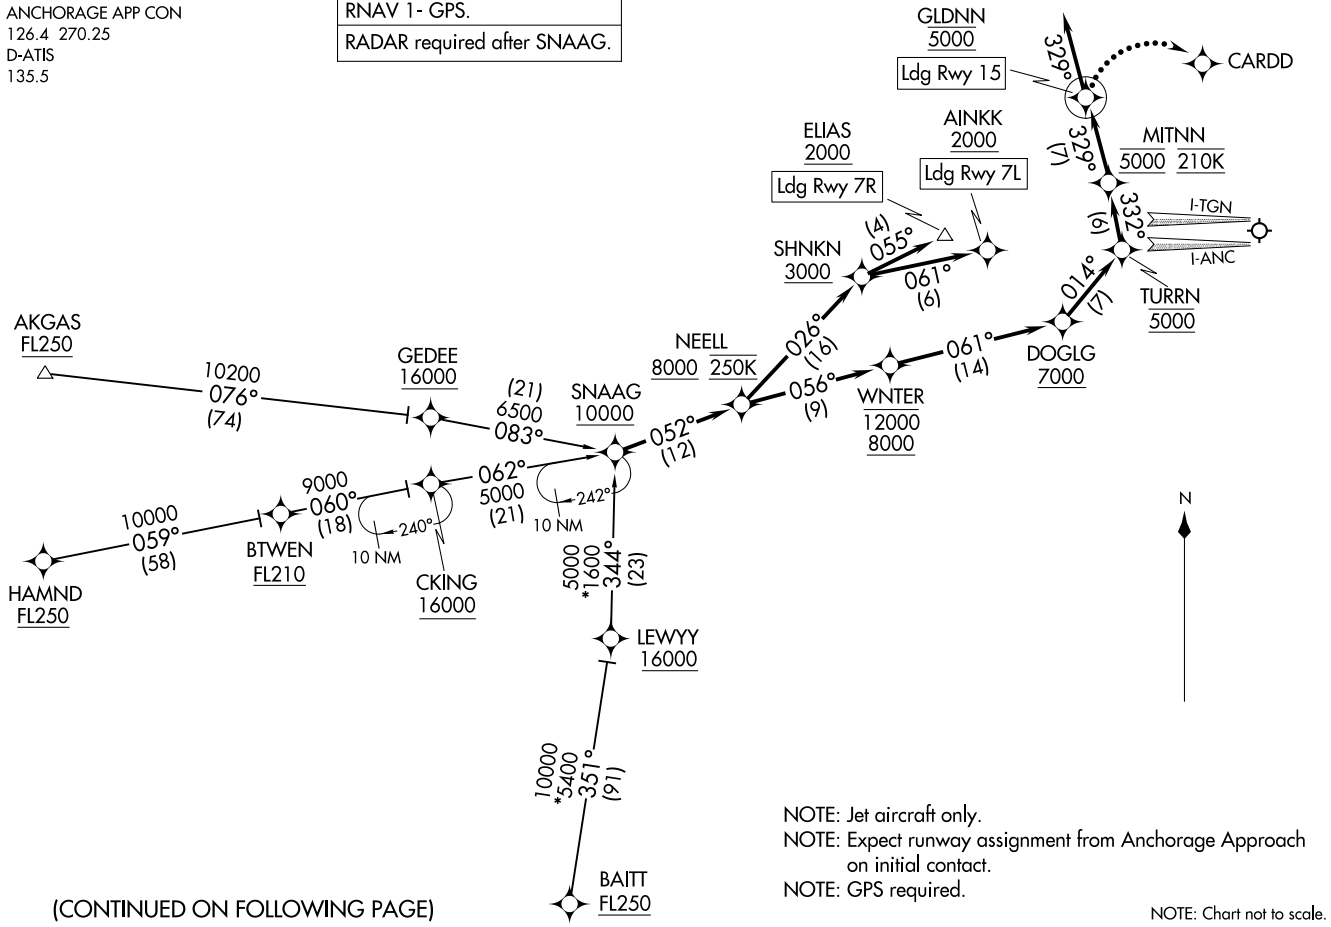 ANCHORAGE APP CON
126.4 270.25
D-ATIS
135.5
RNAV 1- GPS.
RADAR required after SNAAG.
GLDNN
5000
Ldg Rwy 15
329°
CARDD
AINKK
2000
Ldg Rwy 7L
ELIAS
2000
Ldg Rwy 7R
329°
(7)
MITNN
5000 210K
332°
(6)
I-TGN
I-ANC
TURRN
5000
014°
(7)
(4)
055°
061°
(6)
SHNKN
3000
026°
(16)
NEELL
8000 250K
DOGLG
7000
061°
(14)
056°
(9)
WNTER
12000
8000
AKGAS
FL250
10200
076°
(74)
GEDEE
16000
(21)
6500
083°
SNAAG
10000
052°
(12)
062°
5000
(21)
242°
10 NM
9000
060°
(18)
240°
10 NM
10000
059°
(58)
BTWEN
FL210
CKING
16000
HAMND
FL250
5000
*1600
344°
(23)
LEWYY
16000
10000
*5400
351°
(91)
BAITT
FL250
N
NOTE: Jet aircraft only.
NOTE: Expect runway assignment from Anchorage Approach
on initial contact.
NOTE: GPS required.
(CONTINUED ON FOLLOWING PAGE)
NOTE: Chart not to scale.